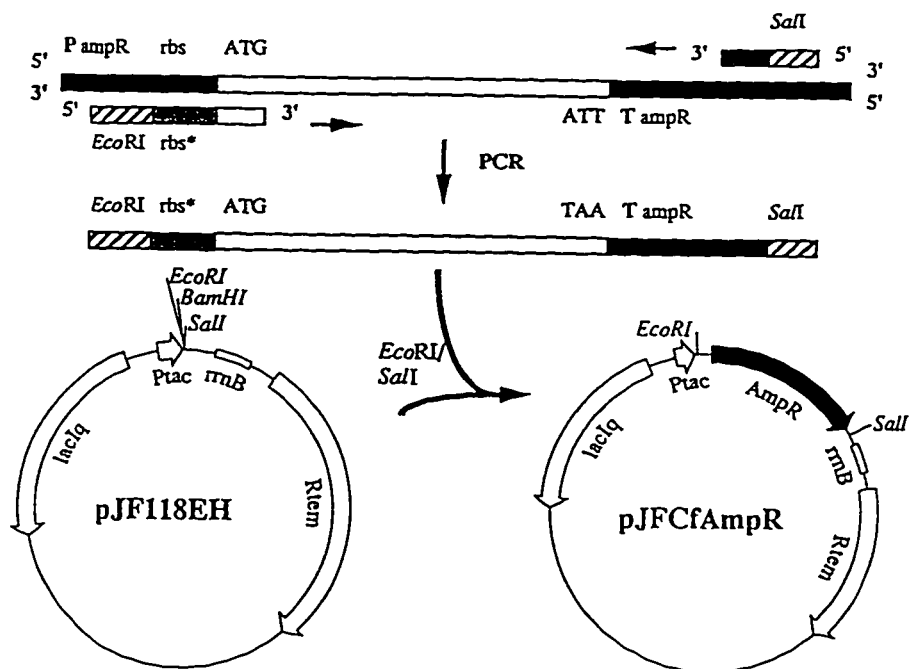 SalI
P ampR rbs ATG
5' 3' 5' 3'
3' 5' 3' 5'
ATT T ampR
EcoRI rbs*
PCR
EcoRI rbs* ATG TAA T ampR SalI
EcoRI
BamHI
SalI
EcoRI/
SalI
EcoRI
Ptac rrnB
Ptac AmpR
SalI
lacIq
rrnB
lacIq
pJF118EH
Rtem
pJFCfAmpR
Rtem